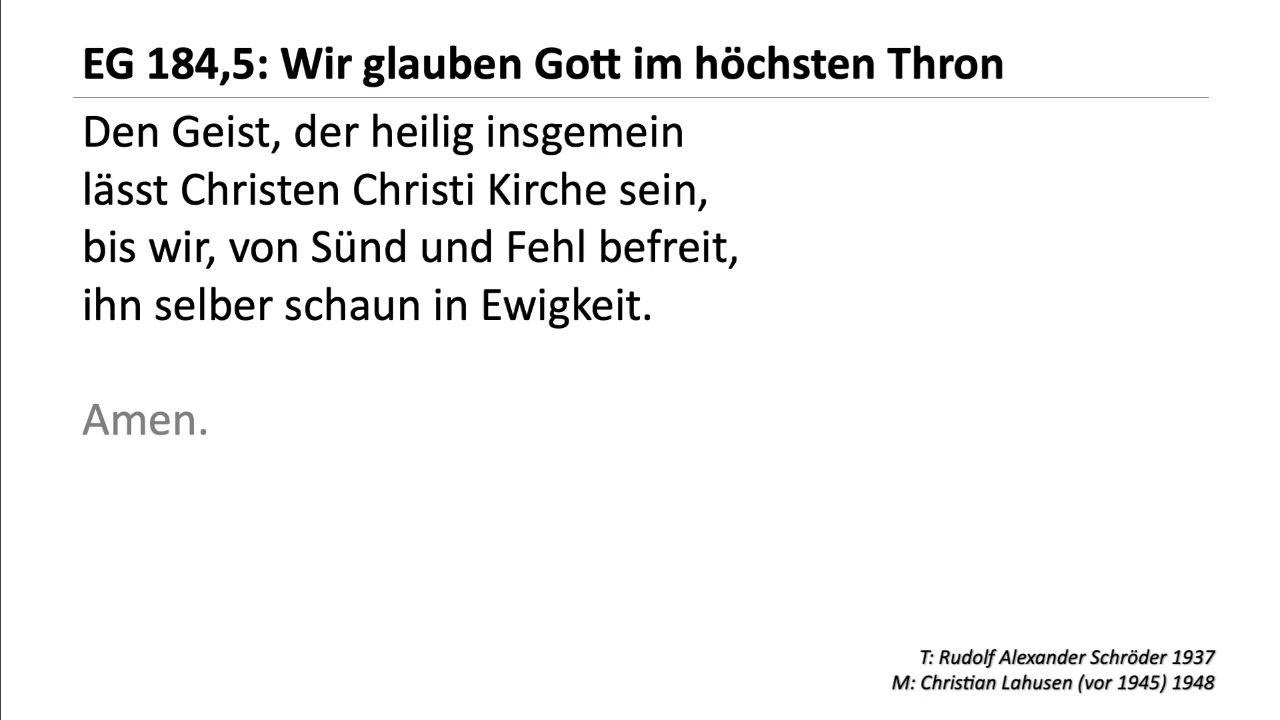 EG 184,5: Wir glauben Gott im höchsten Thron
Den Geist, der heilig insgemein
lässt Christen Christi Kirche sein,
bis wir, von Sünd und Fehl befreit,
ihn selber schaun in Ewigkeit.
Amen.
T: Rudolf Alexander Schröder 1937
M: Christian Lahusen (vor 1945) 1948